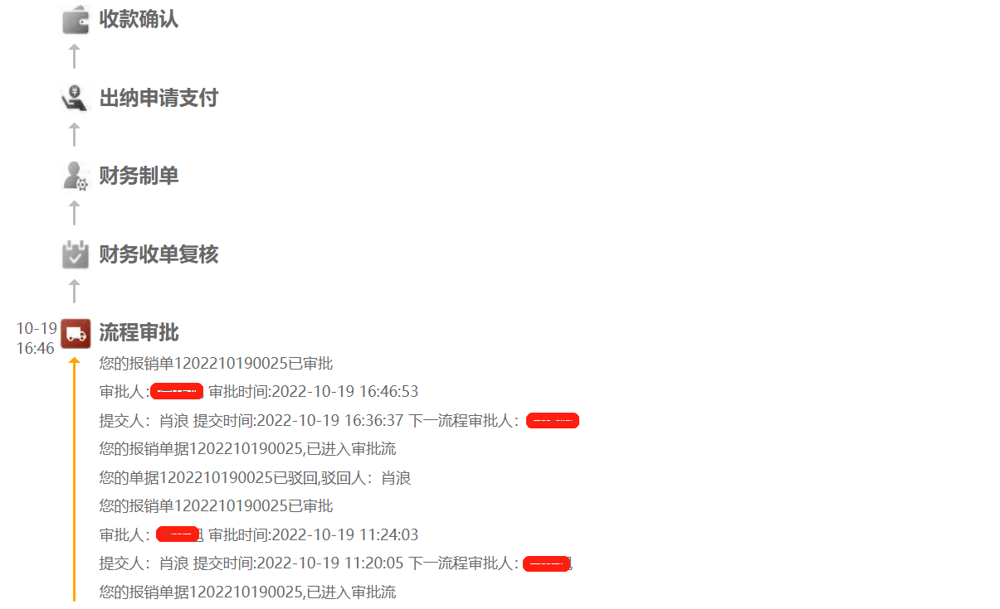 收款确认
出纳申请支付
财务制单
财务收单复核
10-19
16:46
流程审批
您的报销单1202210190025已审批
审批人: 审批时间:2022-10-19 16:46:53
提交人：肖浪 提交时间:2022-10-19 16:36:37 下一流程审批人：
您的报销单据1202210190025,已进入审批流
您的单据1202210190025已驳回,驳回人：肖浪
您的报销单1202210190025已审批
审批人： 审批时间:2022-10-19 11:24:03
提交人：肖浪 提交时间:2022-10-19 11:20:05 下一流程审批人：
您的报销单据1202210190025,已进入审批流